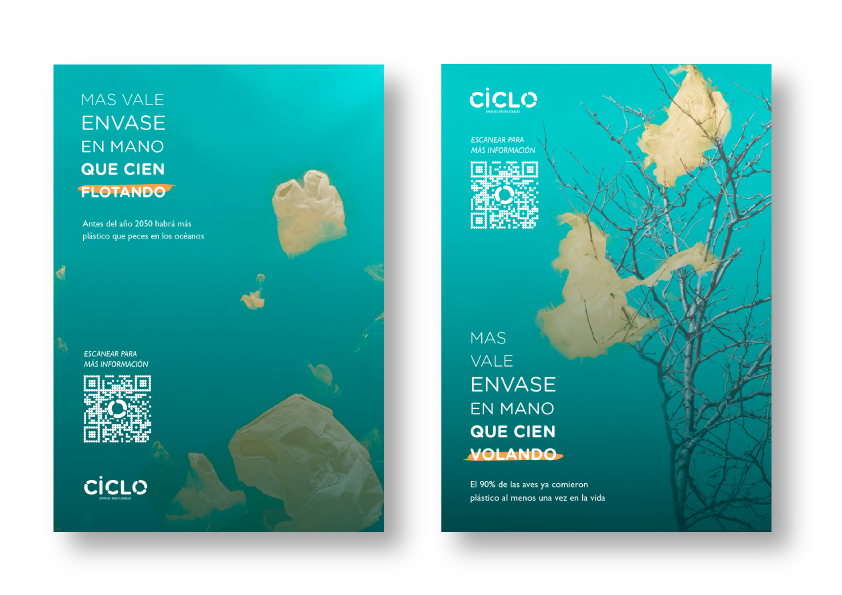 MAS VALE
ENVASE
EN MANO
QUE CIEN
FLOTANDO
Antes del año 2050 habrá más
plástico que peces en los océanos
ESCANEAR PARA
MÁS INFORMACIÓN
CiCLO
CiCLO
ESCANEAR PARA
MÁS INFORMACIÓN
MAS
VALE
ENVASE
EN MANO
QUE CIEN
VOLANDO
El 90% de las aves ya comieron
plástico al menos una vez en la vida